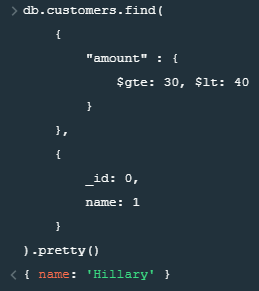 > db.customers.find(
{
"amount" : {
$gte: 30, $lt: 40
}
},
{
_id: 0,
name: 1
}
).pretty()
< { name: 'Hillary' }